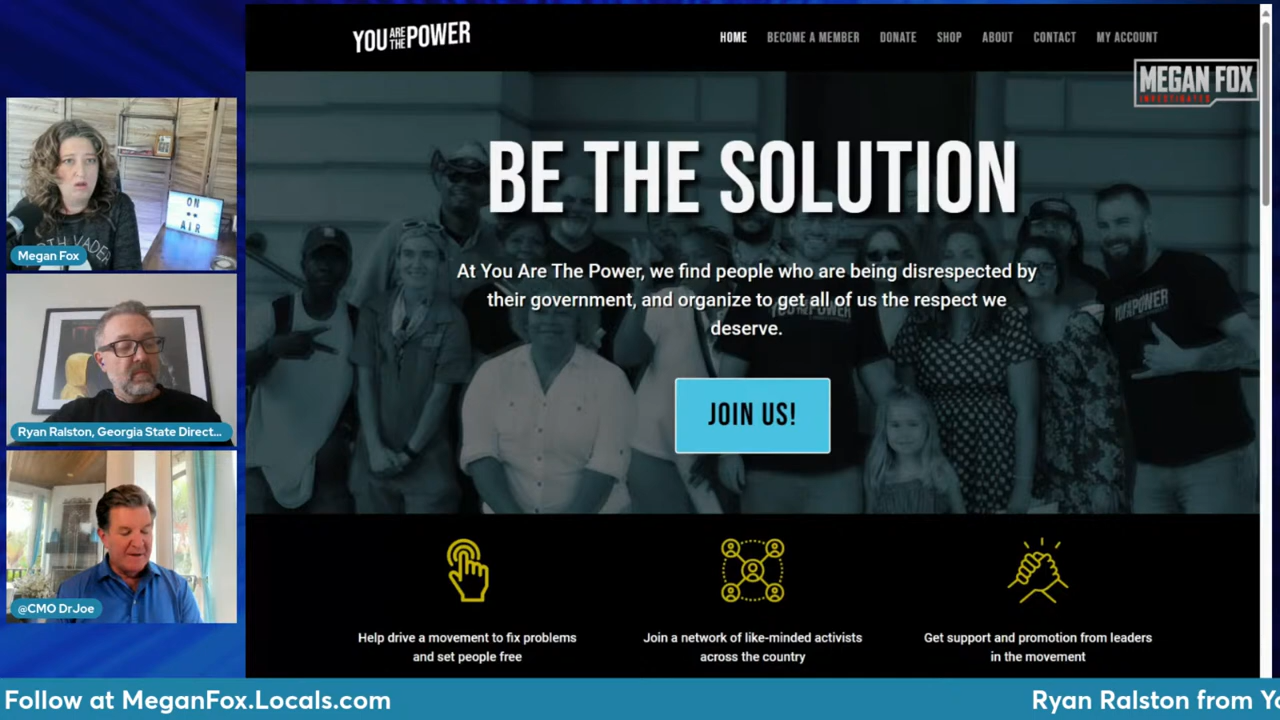 YOU ARE THE POWER
HOME BECOME A MEMBER DONATE SHOP ABOUT CONTACT MY ACCOUNT
MEGAN FOX
INVESTIGATES
BE THE SOLUTION
At You Are The Power, we find people who are being disrespected by
their government, and organize to get all of us the respect we
deserve.
JOIN US!
Help drive a movement to fix problems
and set people free
Join a network of like-minded activists
across the country
Get support and promotion from leaders
in the movement
ON
AIR
Megan Fox
Ryan Ralston, Georgia State Direct...
@CMO DrJoe
Follow at MeganFox.Locals.com
Ryan Ralston from Yo